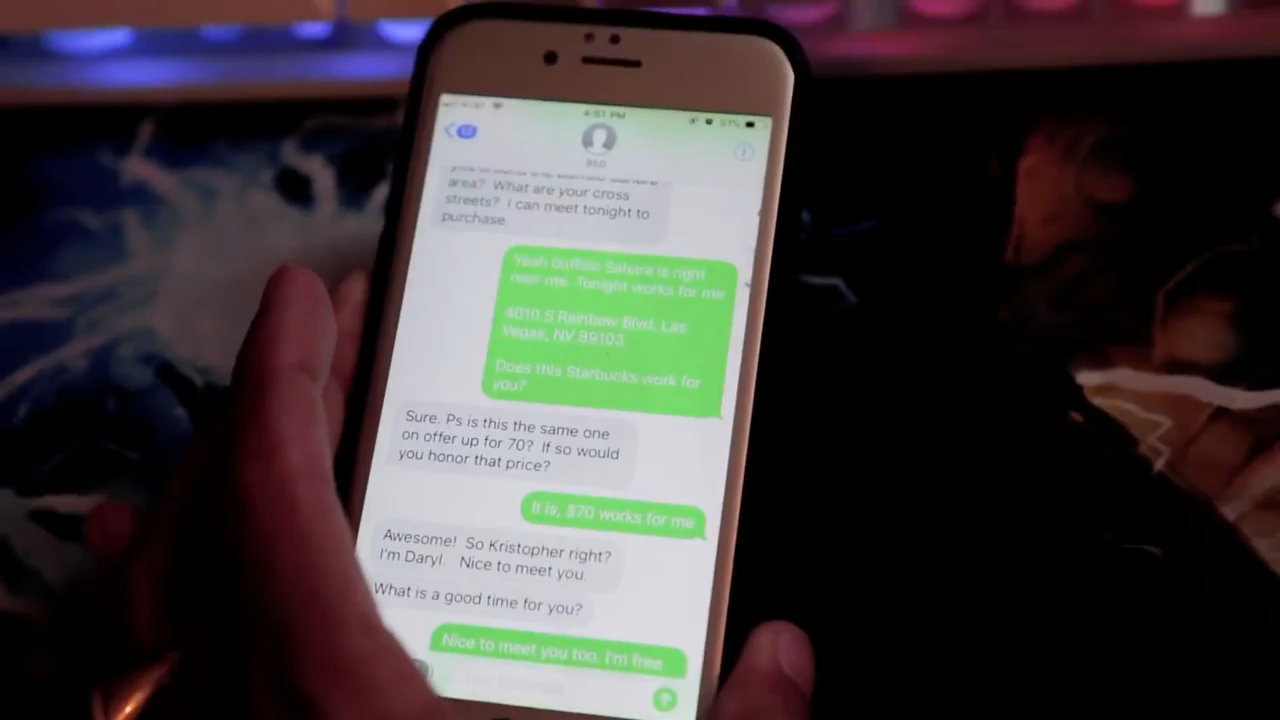 4:51 PM
51%
area? What are your cross
streets? I can meet tonight to
purchase.
Yeah buffalo Sahara is right
near me. Tonight works for me
4010 S Rainbow Blvd, Las
Vegas, NV 89103
Does this Starbucks work for
you?
Sure. Ps is this the same one
on offer up for 70? If so would
you honor that price?
It is, $70 works for me
Awesome! So Kristopher right?
I'm Daryl. Nice to meet you.
What is a good time for you?
Nice to meet you too. I'm free